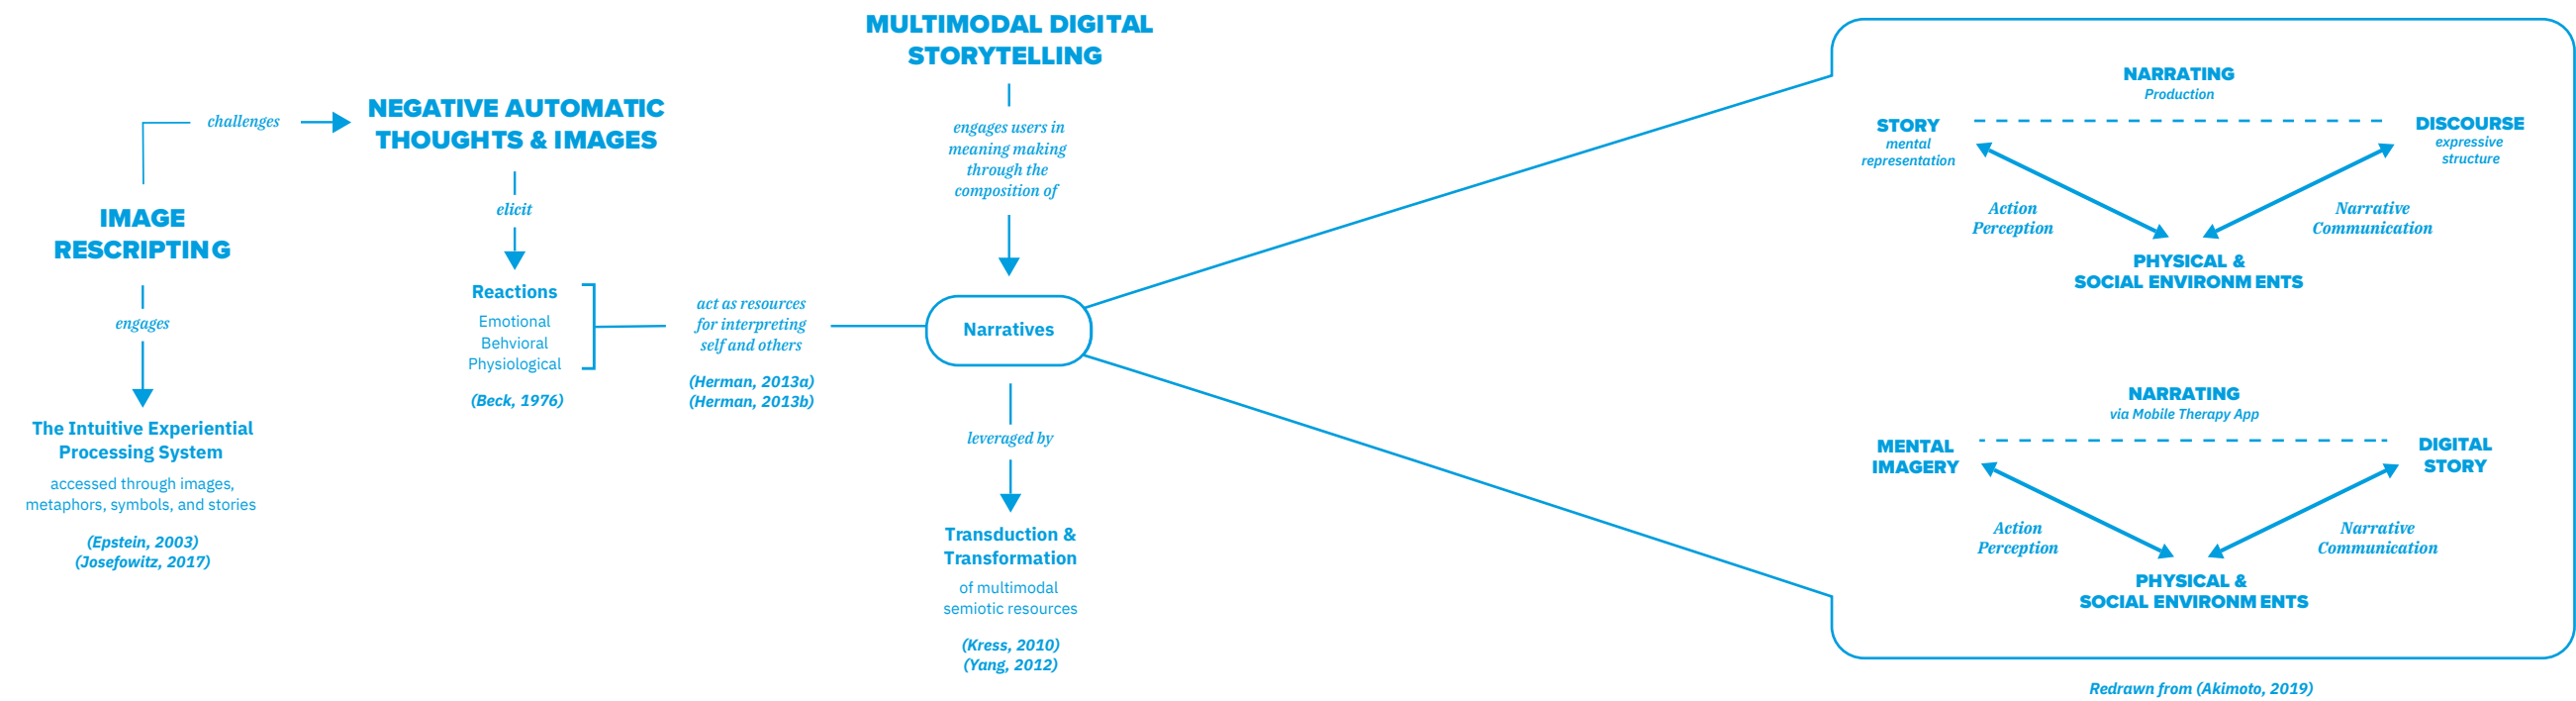 challenges
NEGATIVE AUTOMATIC
THOUGHTS & IMAGES
IMAGE
RESCRIPTING
engages
The Intuitive Experiential
Processing System
accessed through images,
metaphors, symbols, and stories
(Epstein, 2003)
(Josefowitz, 2017)
elicit
Reactions
Emotional
Behvioral
Physiological
(Beck, 1976)
act as resources
for interpreting
self and others
(Herman, 2013a)
(Herman, 2013b)
MULTIMODAL DIGITAL
STORYTELLING
engages users in
meaning making
through the
composition of
Narratives
leveraged by
Transduction &
Transformation
of multimodal
semiotic resources
(Kress, 2010)
(Yang, 2012)
NARRATING
Production
STORY
mental
representation
DISCOURSE
expressive
structure
Action
Perception
Narrative
Communication
PHYSICAL &
SOCIAL ENVIRONMENTS
NARRATING
via Mobile Therapy App
MENTAL
IMAGERY
DIGITAL
STORY
Action
Perception
Narrative
Communication
PHYSICAL &
SOCIAL ENVIRONMENTS
Redrawn from (Akimoto, 2019)